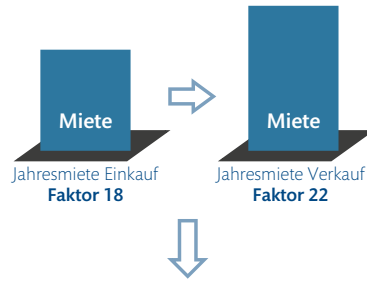 Miete
Miete
Jahresmiete Einkauf
Faktor 18
Jahresmiete Verkauf
Faktor 22